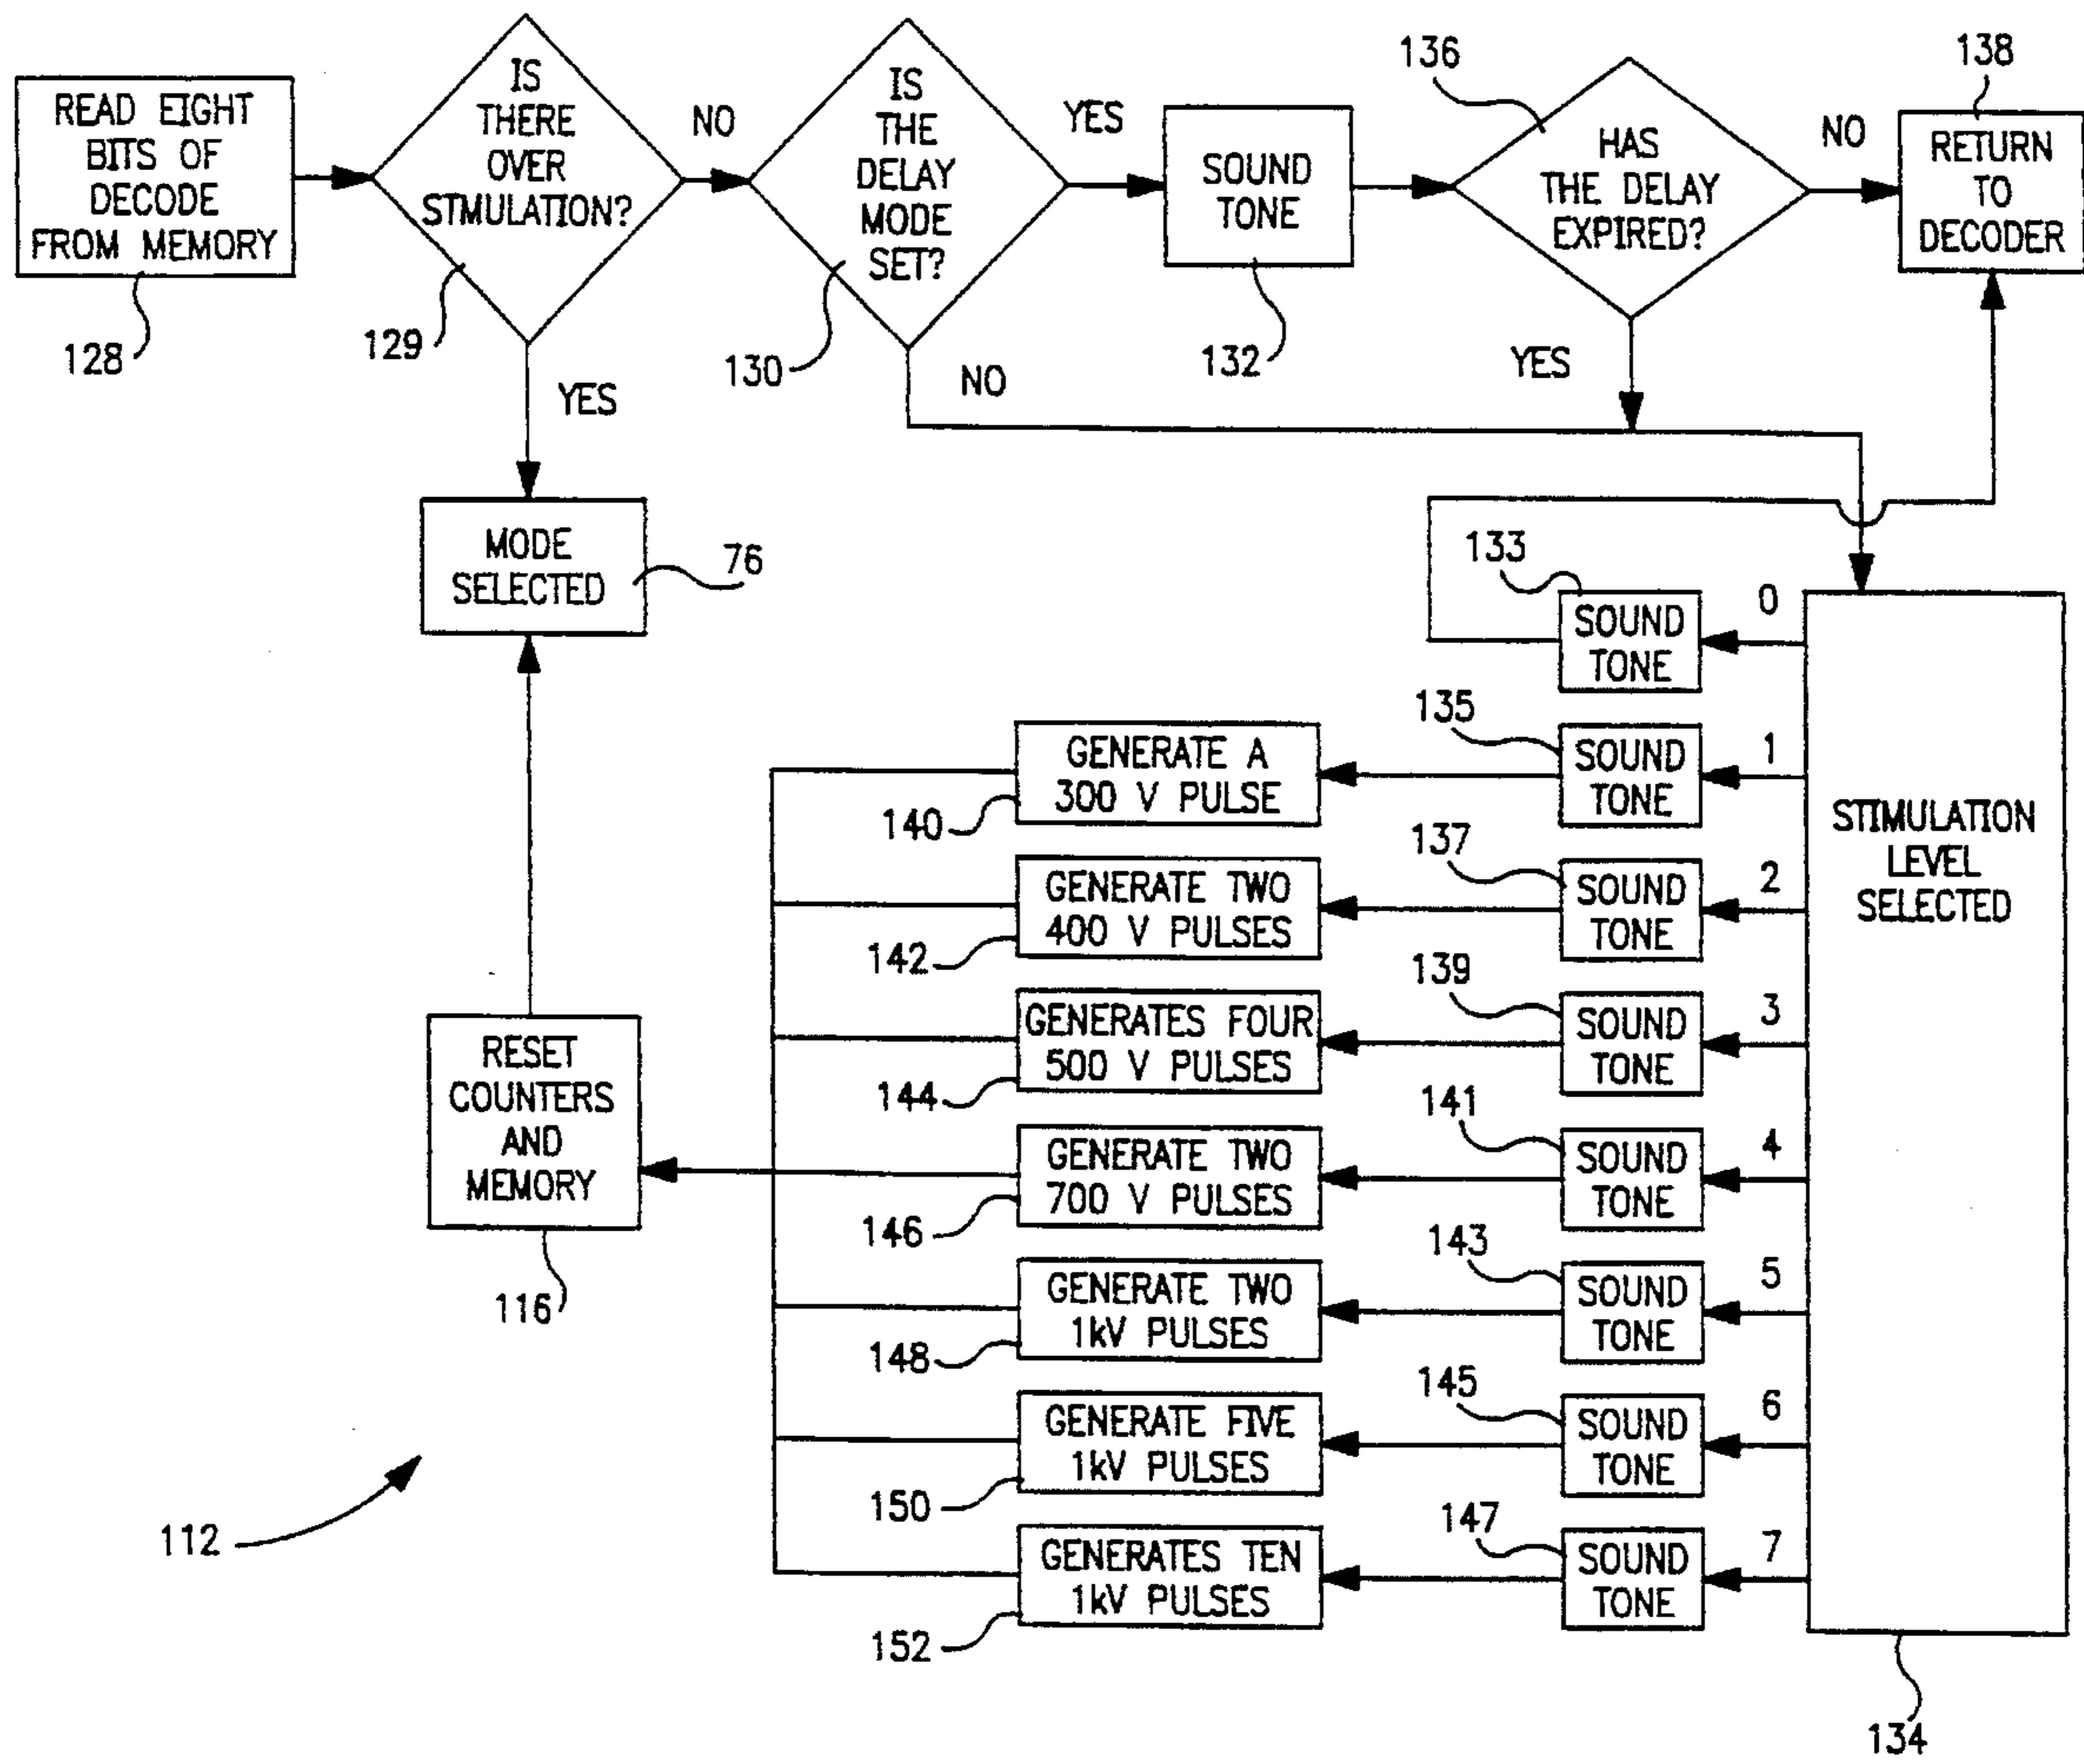 READ EIGHT
BITS OF
DECODE
FROM MEMORY
128
IS
THERE
OVER
STMULATION?
129
NO
YES
IS
THE
DELAY
MODE
SET?
130
YES
NO
SOUND
TONE
132
136
HAS
THE DELAY
EXPIRED?
NO
YES
138
RETURN
TO
DECODER
MODE
SELECTED
76
133
SOUND
TONE
0
135
SOUND
TONE
1
GENERATE A
300 V PULSE
140
137
SOUND
TONE
2
GENERATE TWO
400 V PULSES
142
139
SOUND
TONE
3
GENERATES FOUR
500 V PULSES
144
141
SOUND
TONE
4
GENERATE TWO
700 V PULSES
146
143
SOUND
TONE
5
GENERATE TWO
1kV PULSES
148
145
SOUND
TONE
6
GENERATE FIVE
1kV PULSES
150
147
SOUND
TONE
7
GENERATES TEN
1kV PULSES
152
STIMULATION
LEVEL
SELECTED
134
RESET
COUNTERS
AND
MEMORY
116
112